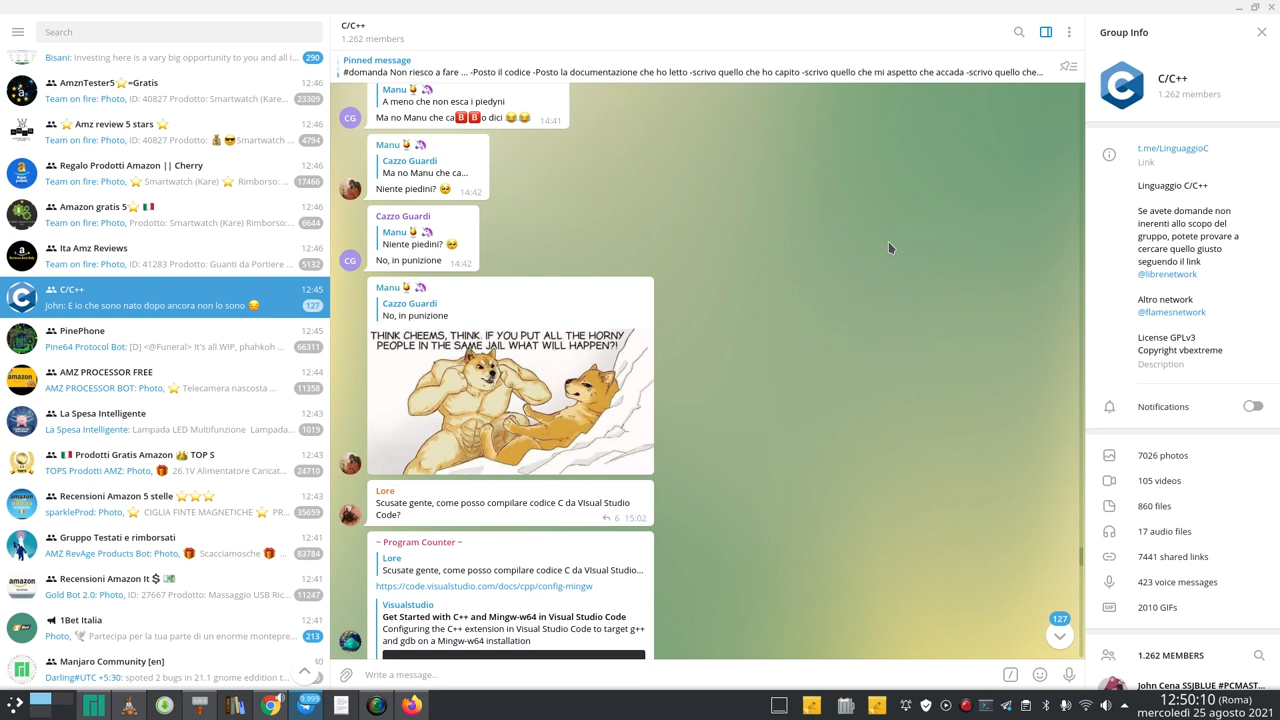 Search
C/C++
1.262 members
Group Info
Pinned message
#domanda Non riesco a fare ... -Posto il codice -Posto la documentazione che ho letto -scrivo quello che ho capito -scrivo quello che mi aspetto che accada -scrivo quello che...
Bisani: Investing here is a vary big opportunity to you and all i...
290
AmznTester5⭐=Gratis
12:46
Team on fire: Photo, ID: 40827 Prodotto: Smartwatch (Kare...
23309
⭐ Amz review 5 stars ⭐
12:46
Team on fire: Photo, ID: 40827 Prodotto: 💰 😎Smartwatch ...
4794
Regalo Prodotti Amazon || Cherry
12:46
Team on fire: Photo, ⭐ Smartwatch (Kare) ⭐ Rimborso: ...
17466
Amazon gratis 5⭐ 🇮🇹
12:46
Team on fire: Photo, Prodotto: Smartwatch (Kare) Rimborso:...
6644
Ita Amz Reviews
12:46
Team on fire: Photo, ID: 41283 Prodotto: Guanti da Portiere ...
5132
C/C++
12:45
John: E io che sono nato dopo ancora non lo sono 😔
127
PinePhone
12:45
Pine64 Protocol Bot: [D] <@Funeral> It's all WIP, phahkoh ...
66311
AMZ PROCESSOR FREE
12:44
AMZ PROCESSOR BOT: Photo, ⭐ Telecamera nascosta ...
11358
La Spesa Intelligente
12:43
La Spesa Intelligente: Lampada LED Multifunzione Lampada...
1019
🇮🇹 Prodotti Gratis Amazon 👍 TOP S
12:43
TOPS Prodotti AMZ: Photo, 🎁 26.1V Alimentatore Caricat...
24710
Recensioni Amazon 5 stelle ⭐⭐⭐
12:43
sparkleProd: Photo, ⭐ CIGLIA FINTE MAGNETICHE ⭐ PR...
35659
Gruppo Testati e rimborsati
12:41
AMZ RevAge Products Bot: Photo, 🎁 Scacciamosche 🎁 ...
83784
Recensioni Amazon It 💲 💵
12:41
Gold Bot 2.0: Photo, ID: 27667 Prodotto: Massaggio USB Ric...
11247
1Bet Italia
12:41
Photo, 🕊 Partecipa per la tua parte di un enorme montepre...
213
Manjaro Community [en]
Darling#UTC +5:30: spoted 2 bugs in 21.1 gnome eddition t...
Manu
A meno che non esca i piedyni
CG
Ma no Manu che ca🅱🅱o dici 😂😂
14:41
Manu
Cazzo Guardi
Ma no Manu che ca...
Niente piedini? 🥺
14:42
Cazzo Guardi
Manu
Niente piedini? 🥺
CG
No, in punizione
14:42
Manu
Cazzo Guardi
No, in punizione
THINK CHEEMS, THINK. IF YOU PUT ALL THE HORNY
PEOPLE IN THE SAME JAIL WHAT WILL HAPPEN?!
Lore
Scusate gente, come posso compilare codice C da VIsual Studio
Code?
6 15:02
~ Program Counter ~
Lore
Scusate gente, come posso compilare codice C da VIsual Studio...
https://code.visualstudio.com/docs/cpp/config-mingw
Visualstudio
Get Started with C++ and Mingw-w64 in Visual Studio Code
Configuring the C++ extension in Visual Studio Code to target g++
and gdb on a Mingw-w64 installation
127
Write a message...
C/C++
1.262 members
t.me/LinguaggioC
Link
Linguaggio C/C++
Se avete domande non
inerenti allo scopo del
gruppo, potete provare a
cercare quello giusto
seguendo il link
@librenetwork
Altro network
@flamesnetwork
License GPLv3
Copyright vbextreme
Description
Notifications
7026 photos
105 videos
860 files
17 audio files
7441 shared links
423 voice messages
2010 GIFs
1.262 MEMBERS
John Cena SSJBLUE #PCMAST...
9,999
12:50:10 (Roma)
mercoledì 25 agosto 2021